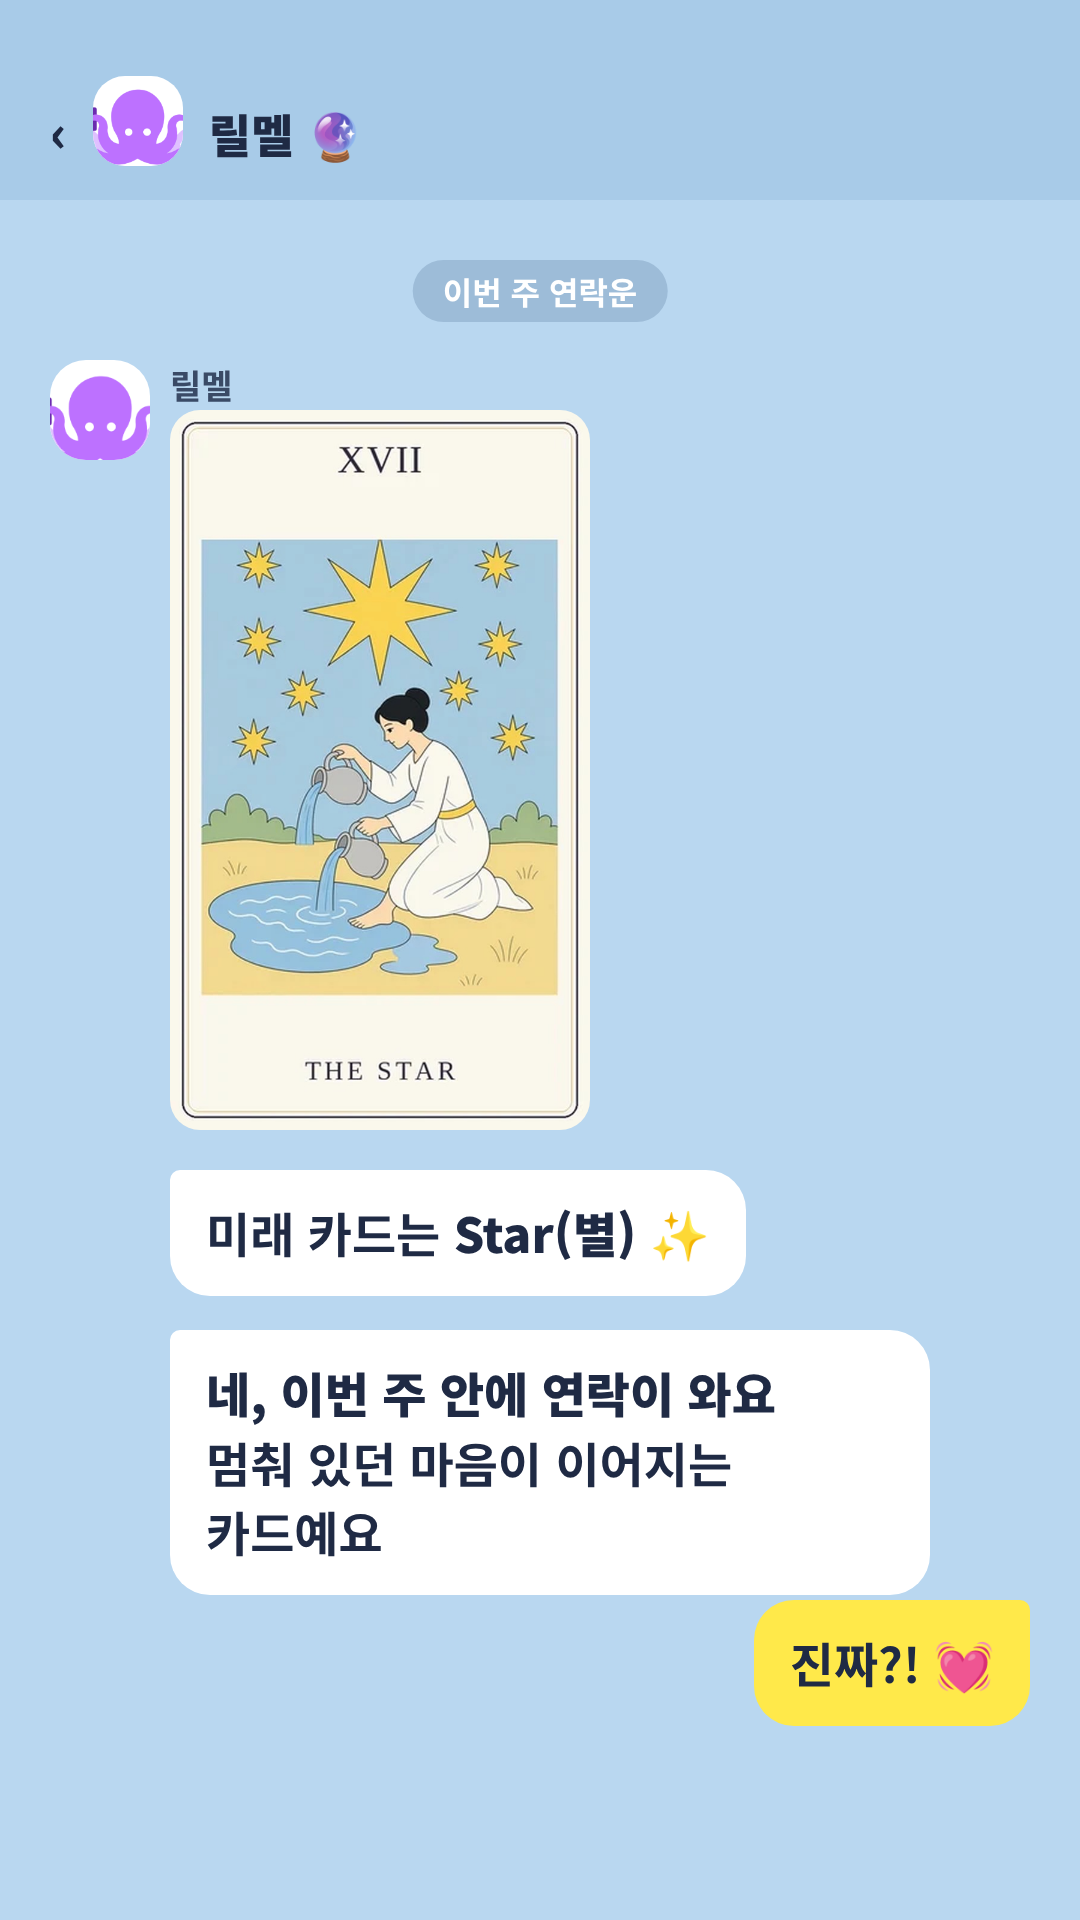 릴멜 🔮
이번 주 연락운
릴멜
XVII
THE STAR
미래 카드는 Star(별) ✨
네, 이번 주 안에 연락이 와요
멈춰 있던 마음이 이어지는
카드예요
진짜?! 💓